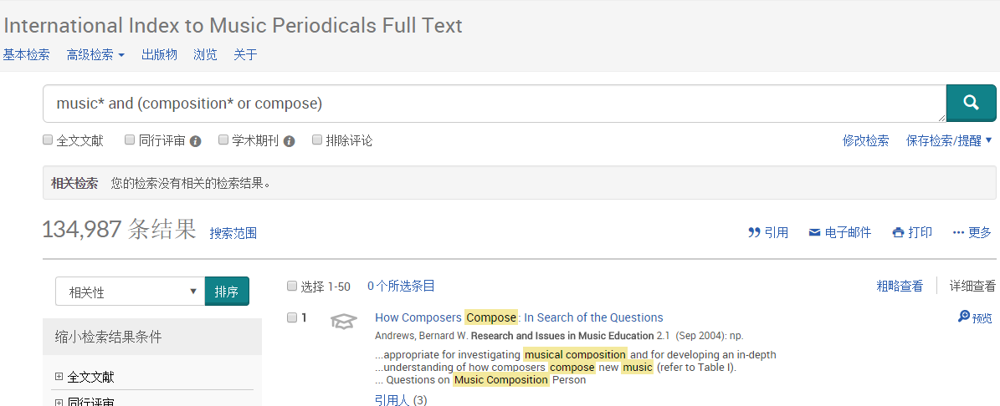 International Index to Music Periodicals Full Text
基本检索 高级检索 出版物 浏览 关于
music* and (composition* or compose)
全文文献 同行评审 学术期刊 排除评论 修改检索 保存检索/提醒
相关检索 您的检索没有相关的检索结果。
134,987 条结果 搜索范围 引用 电子邮件 打印 ··· 更多
相关性 排序 选择 1-50 0 个所选条目 粗略查看 详细查看
缩小检索结果条件
全文文献
同行评审
1 How Composers Compose: In Search of the Questions 预览
Andrews, Bernard W. Research and Issues in Music Education 2.1 (Sep 2004): np.
...appropriate for investigating musical composition and for developing an in-depth
...understanding of how composers compose new music (refer to Table I).
... Questions on Music Composition Person
引用人 (3)